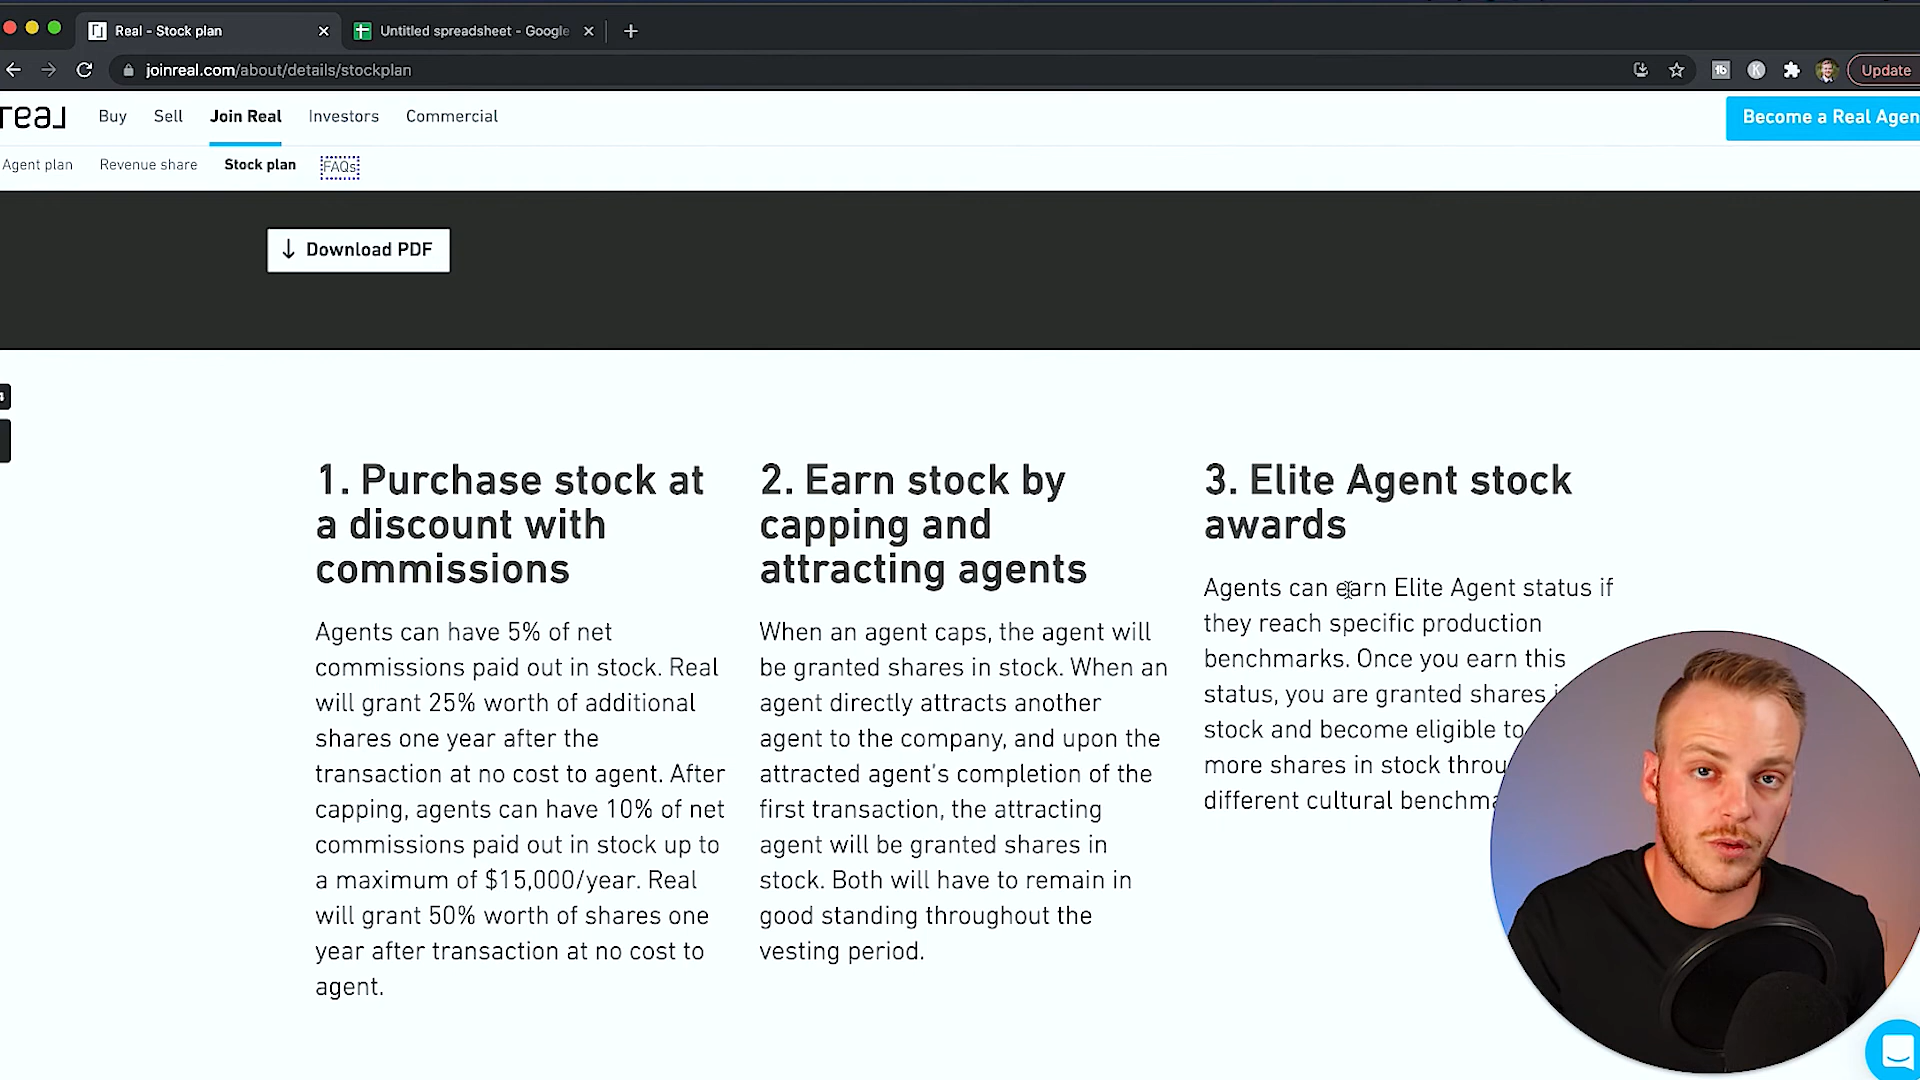 Real - Stock plan
Untitled spreadsheet - Google
joinreal.com/about/details/stockplan
Update
real
Buy
Sell
Join Real
Investors
Commercial
Become a Real Agen
Agent plan
Revenue share
Stock plan
FAQs
Download PDF
1. Purchase stock at
a discount with
commissions
Agents can have 5% of net
commissions paid out in stock. Real
will grant 25% worth of additional
shares one year after the
transaction at no cost to agent. After
capping, agents can have 10% of net
commissions paid out in stock up to
a maximum of $15,000/year. Real
will grant 50% worth of shares one
year after transaction at no cost to
agent.
2. Earn stock by
capping and
attracting agents
When an agent caps, the agent will
be granted shares in stock. When an
agent directly attracts another
agent to the company, and upon the
attracted agent's completion of the
first transaction, the attracting
agent will be granted shares in
stock. Both will have to remain in
good standing throughout the
vesting period.
3. Elite Agent stock
awards
Agents can earn Elite Agent status if
they reach specific production
benchmarks. Once you earn this
status, you are granted shares
stock and become eligible to
more shares in stock throu
different cultural benchma